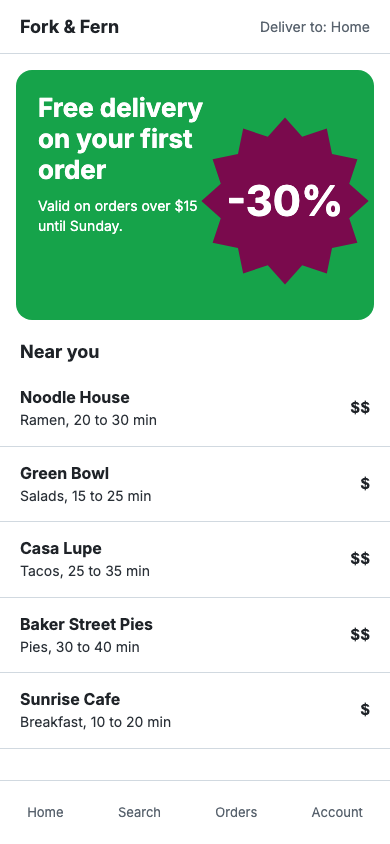 Fork & Fern
Deliver to: Home
Free delivery
on your first
order
Valid on orders over $15
until Sunday.
-30%
Near you
Noodle House
Ramen, 20 to 30 min
$$
Green Bowl
Salads, 15 to 25 min
$
Casa Lupe
Tacos, 25 to 35 min
$$
Baker Street Pies
Pies, 30 to 40 min
$$
Sunrise Cafe
Breakfast, 10 to 20 min
$
Home
Search
Orders
Account